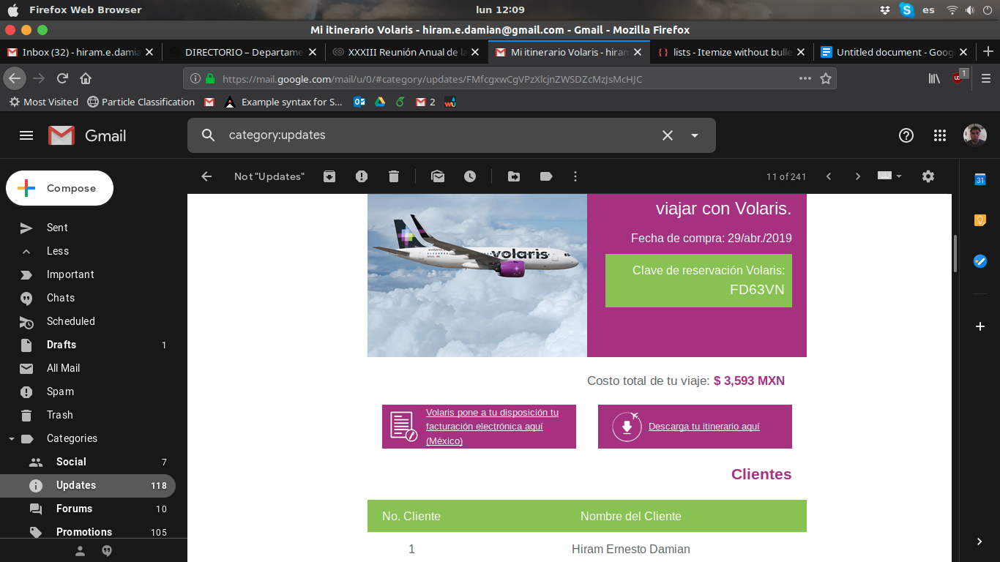 Firefox Web Browser
lun 12:09
es
Mi itinerario Volaris - hiram.e.damian@gmail.com - Gmail - Mozilla Firefox
Inbox (32) - hiram.e.damia
DIRECTORIO – Departame
XXXIII Reunión Anual de la
Mi itinerario Volaris - hiram
lists - Itemize without bulle
Untitled document - Goog
https://mail.google.com/mail/u/0/#category/updates/FMfcgxwCgVPzXlcjnZWSDZcMzJsMcHJC
1
Most Visited
Particle Classification
Example syntax for S...
2
Gmail
category:updates
Compose
Not "Updates"
11 of 241
31
Sent
Less
Important
Chats
Scheduled
Drafts 1
All Mail
Spam
Trash
Categories
Social 7
Updates 118
Forums 10
Promotions 105
volaris
viajar con Volaris.
Fecha de compra: 29/abr./2019
Clave de reservación Volaris:
FD63VN
Costo total de tu viaje: $ 3,593 MXN
Volaris pone a tu disposición tu
facturación electrónica aquí
(México)
Descarga tu itinerario aquí
Clientes
No. Cliente Nombre del Cliente
1 Hiram Ernesto Damian